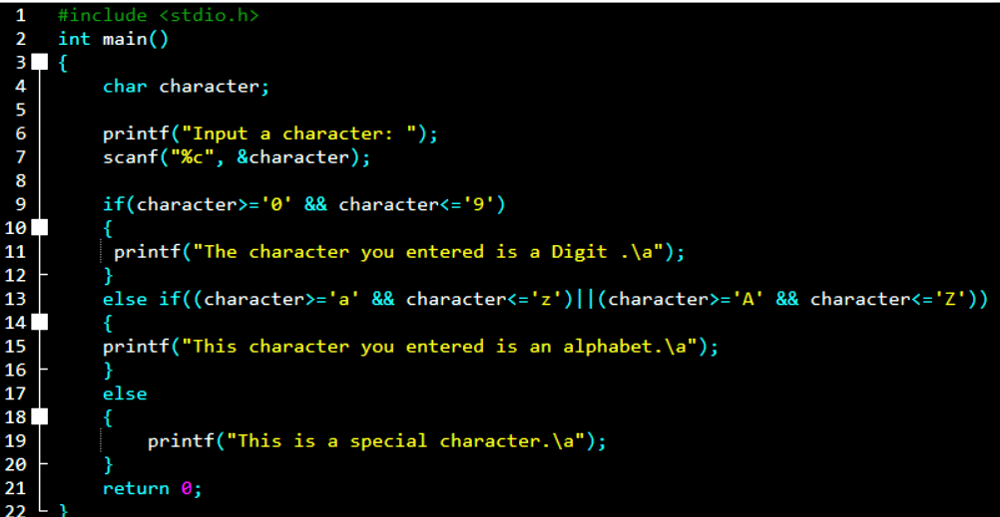 1 #include <stdio.h>
2 int main()
3 {
4 char character;
5
6 printf("Input a character: ");
7 scanf("%c", &character);
8
9 if(character>='0' && character<='9')
10 {
11 printf("The character you entered is a Digit .\a");
12 }
13 else if((character>='a' && character<='z')||(character>='A' && character<='Z'))
14 {
15 printf("This character you entered is an alphabet.\a");
16 }
17 else
18 {
19 printf("This is a special character.\a");
20 }
21 return 0;
22 }